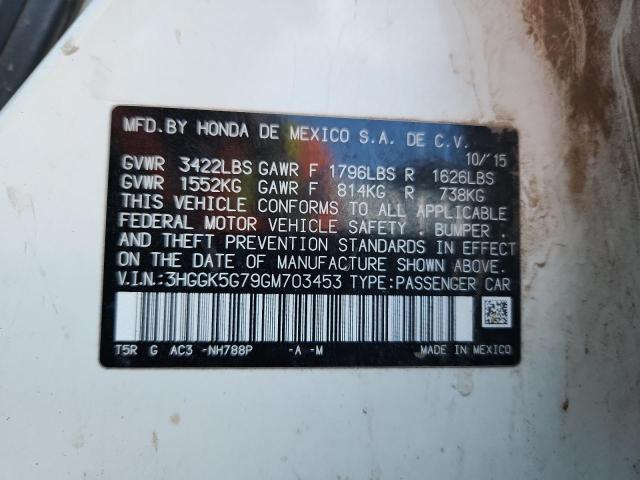 MFD.BY HONDA DE MEXICO S.A. DE C.V.
10/'15
GVWR 3422LBS GAWR F 1796LBS R 1626LBS
GVWR 1552KG GAWR F 814KG R 738KG
THIS VEHICLE CONFORMS TO ALL APPLICABLE
FEDERAL MOTOR VEHICLE SAFETY . BUMPER .
AND THEFT PREVENTION STANDARDS IN EFFECT
ON THE DATE OF MANUFACTURE SHOWN ABOVE.
V.I.N.:3HGGK5G79GM703453 TYPE:PASSENGER CAR
T5R G AC3 -NH788P -A -M MADE IN MEXICO